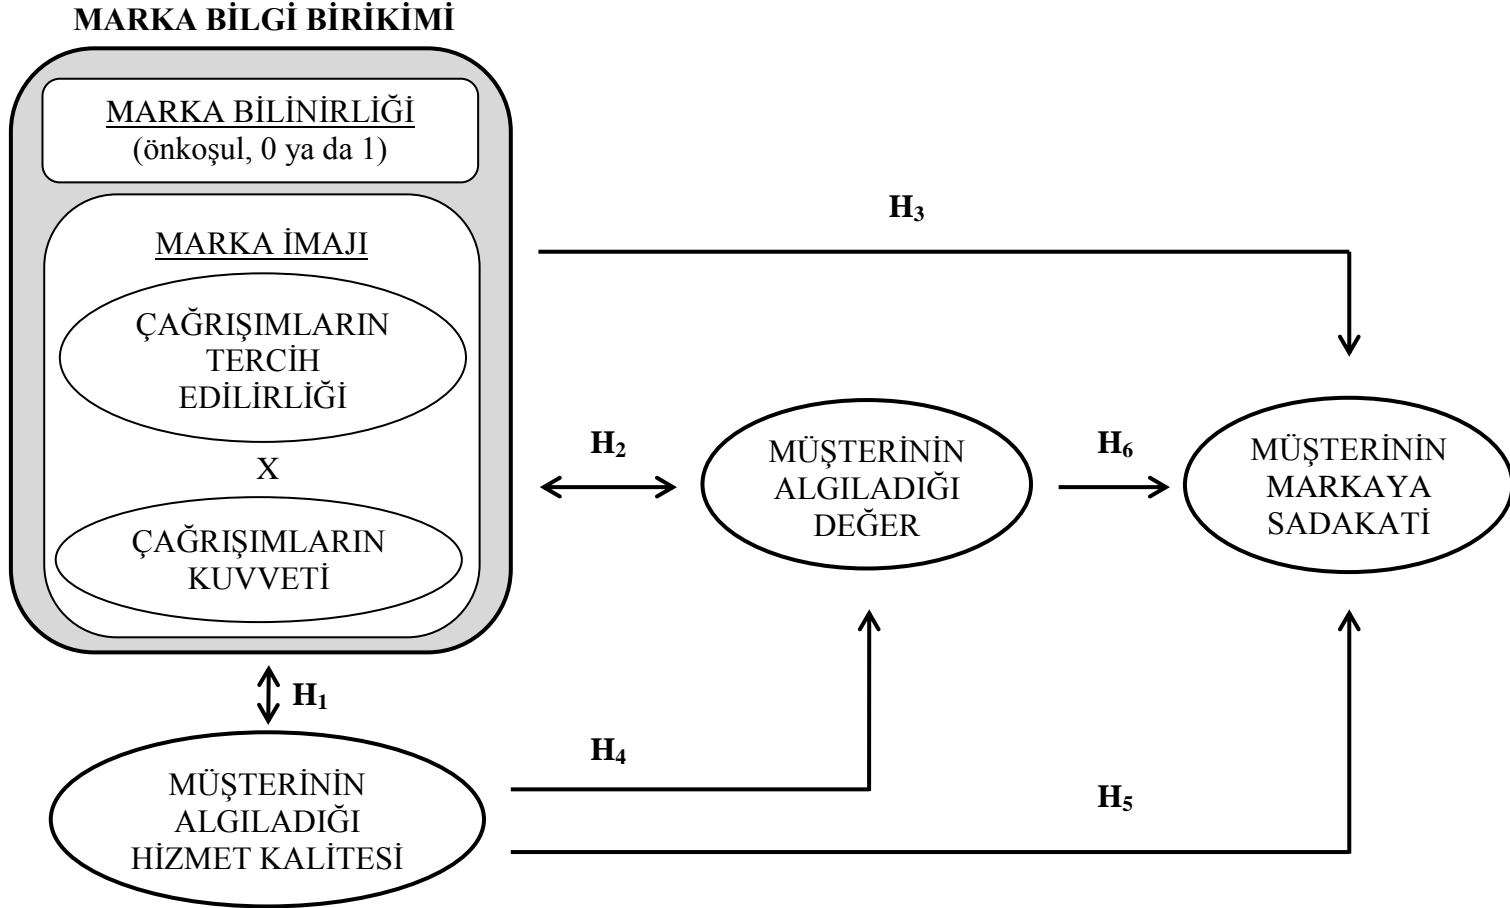 MARKA BİLGİ BİRİKİMİ
MARKA BİLİNİRLİĞİ
(önkoşul, 0 ya da 1)
MARKA İMAJI
ÇAĞRIŞIMLARIN
TERCİH
EDİLİRLİĞİ
X
ÇAĞRIŞIMLARIN
KUVVETİ
H₃
H₂
MÜŞTERİNİN
ALGILADIĞI
DEĞER
H₆
MÜŞTERİNİN
MARKAYA
SADAKATİ
H₁
MÜŞTERİNİN
ALGILADIĞI
HİZMET KALİTESİ
H₄
H₅